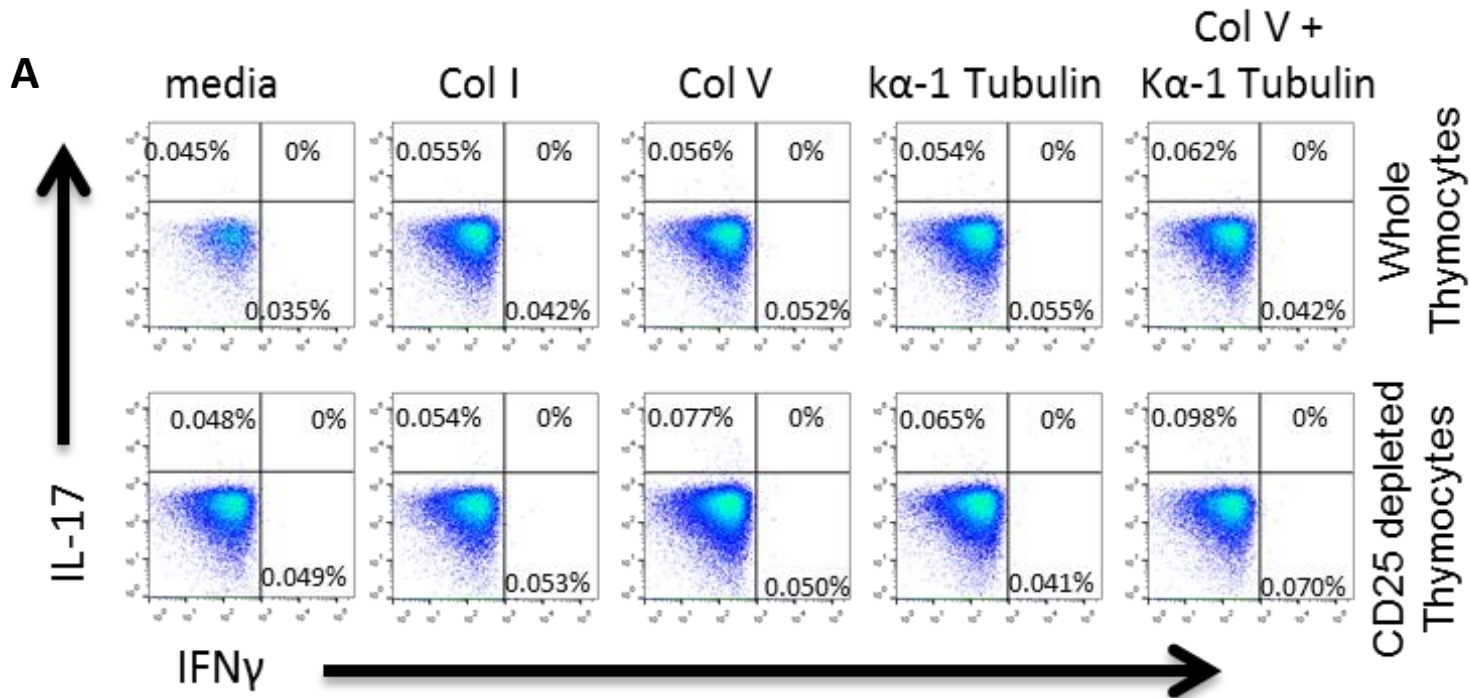 A
media
Col I
Col V
kα-1 Tubulin
Col V +
Kα-1 Tubulin
0.045% 0%
0.035%
0.055% 0%
0.042%
0.056% 0%
0.052%
0.054% 0%
0.055%
0.062% 0%
0.042%
Whole
Thymocytes
0.048% 0%
0.049%
0.054% 0%
0.053%
0.077% 0%
0.050%
0.065% 0%
0.041%
0.098% 0%
0.070%
CD25 depleted
Thymocytes
IL-17
IFNγ